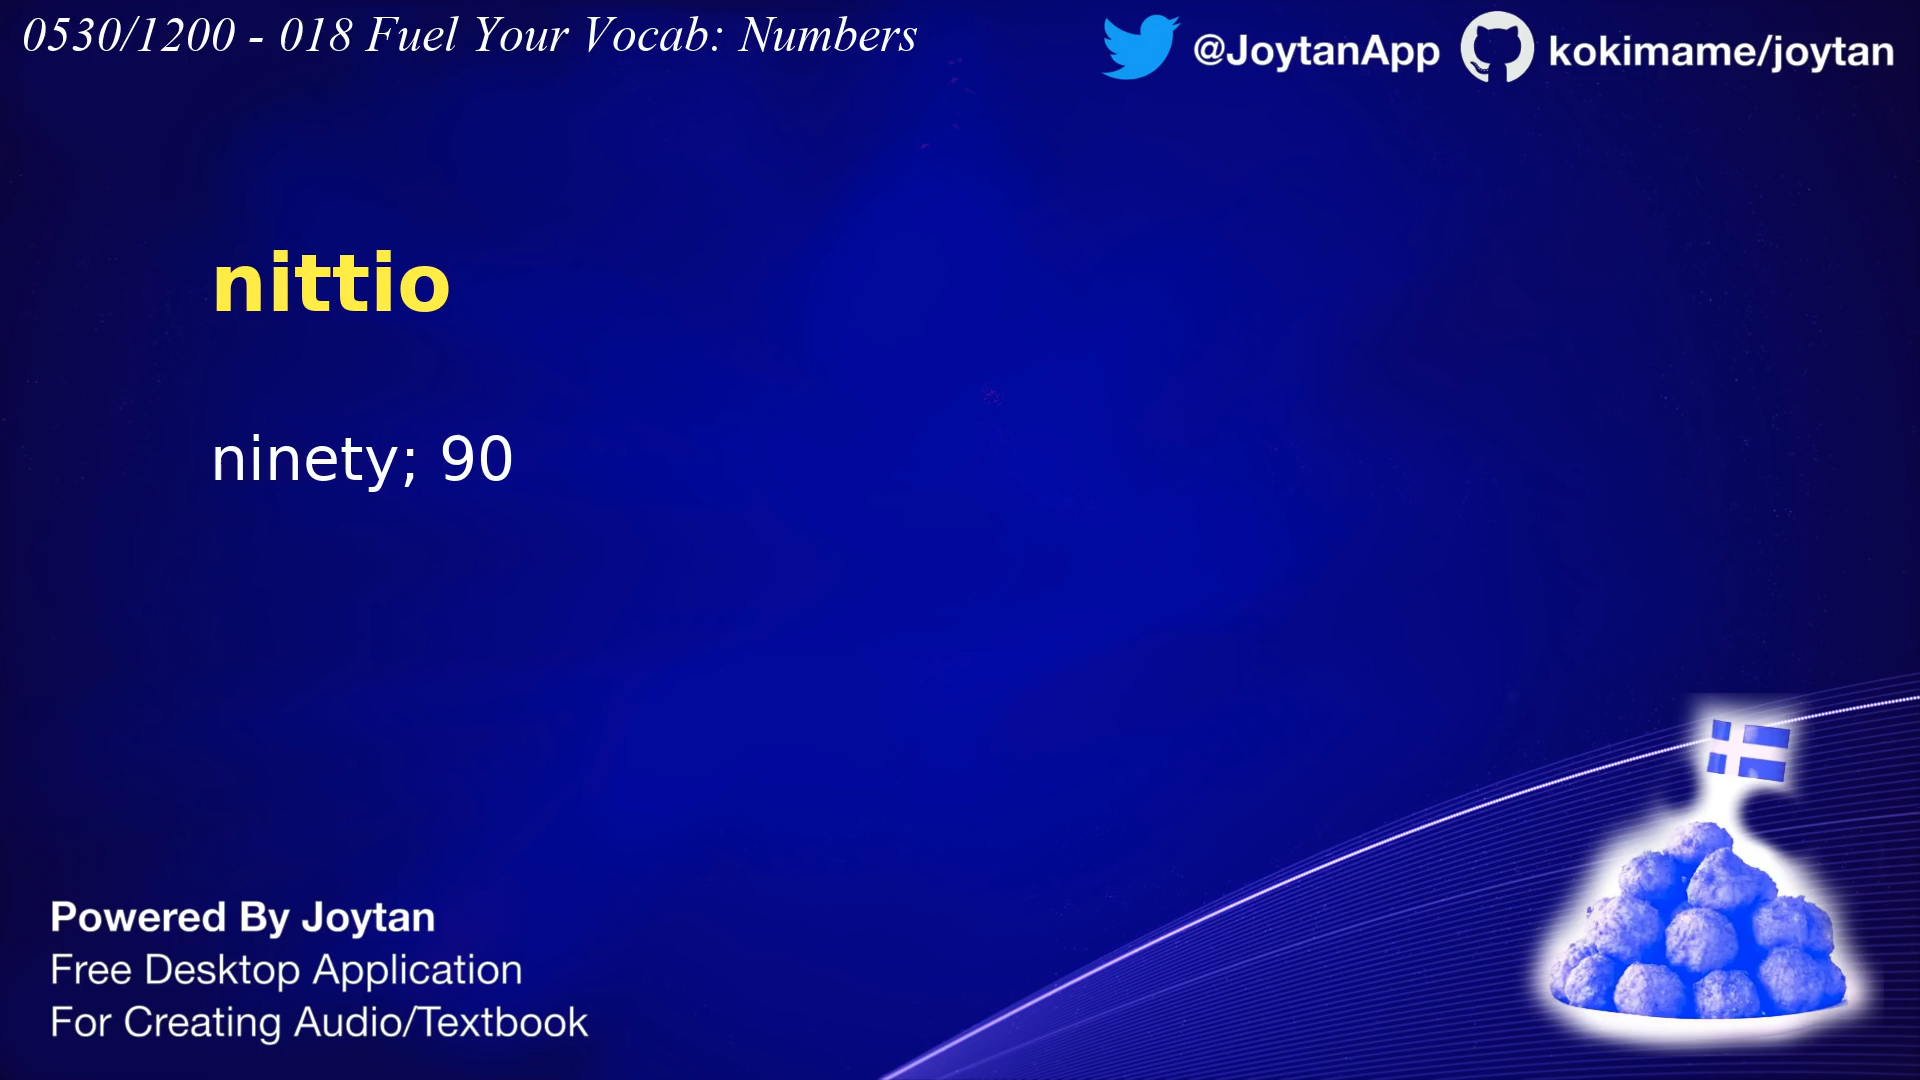 0530/1200 - 018 Fuel Your Vocab: Numbers
@JoytanApp
kokimame/joytan
nittio
ninety; 90
Powered By Joytan
Free Desktop Application
For Creating Audio/Textbook